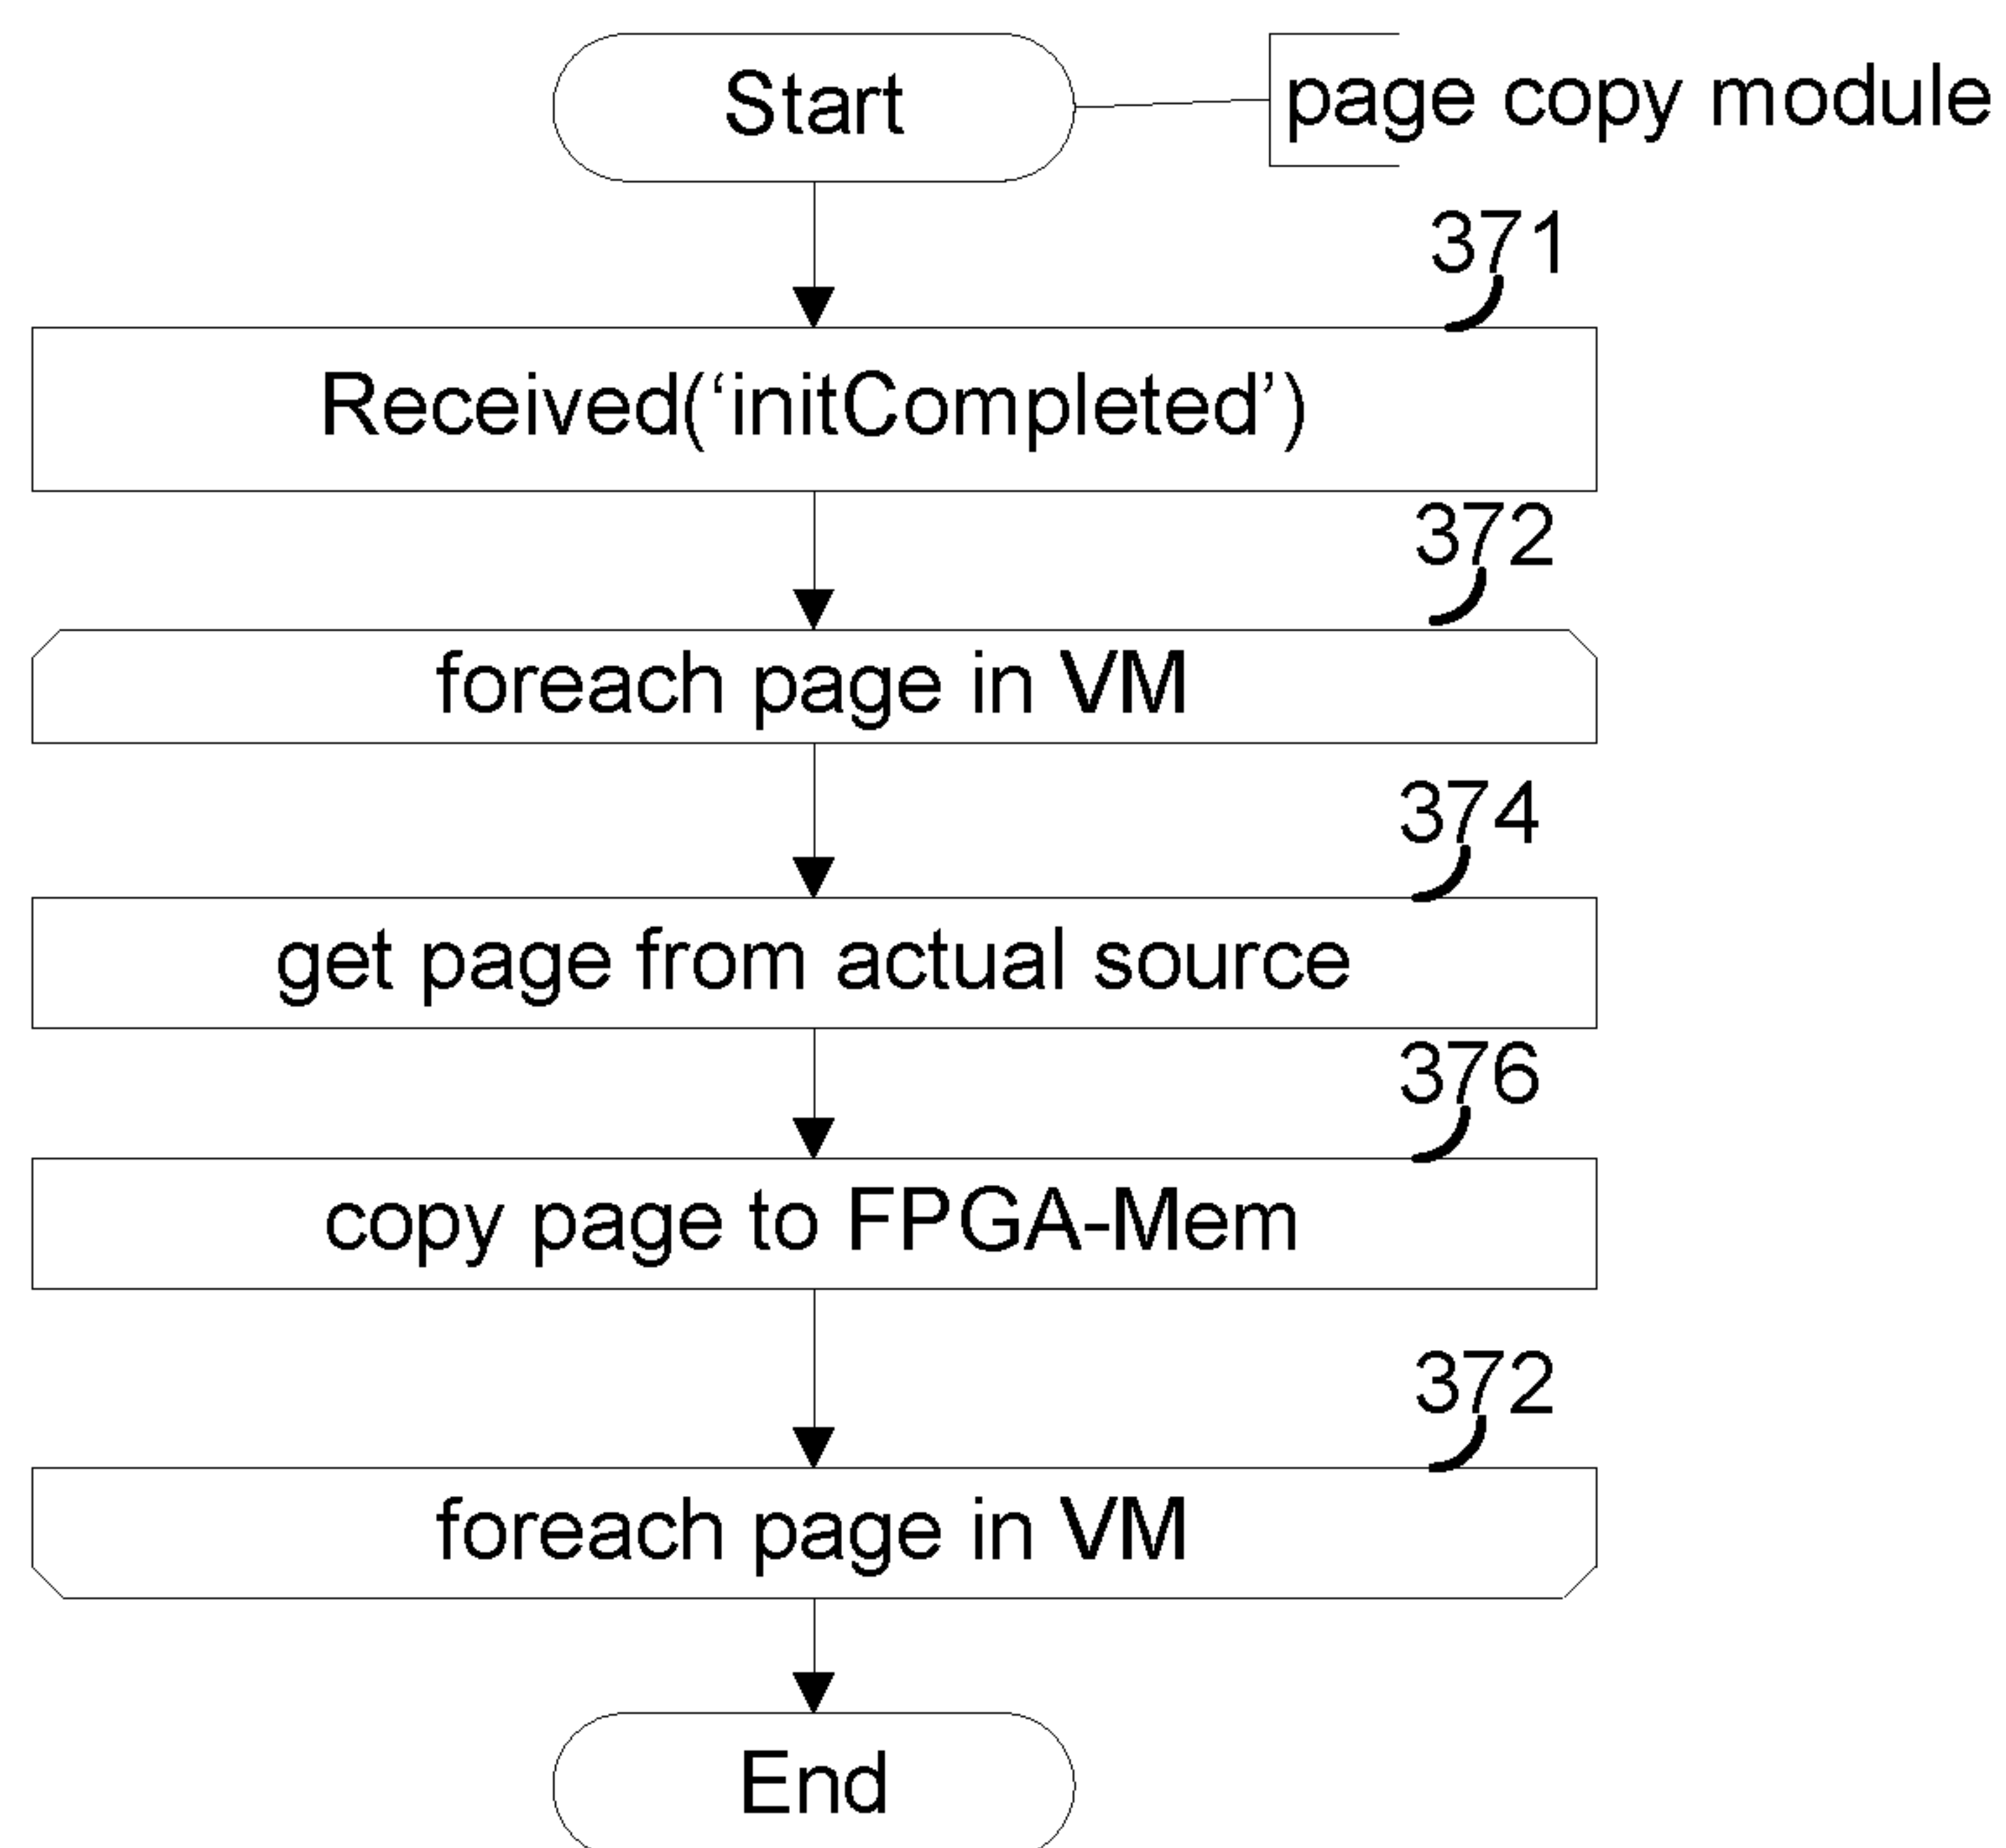 Start
page copy module
371
Received(‘initCompleted’)
372
foreach page in VM
374
get page from actual source
376
copy page to FPGA-Mem
372
foreach page in VM
End